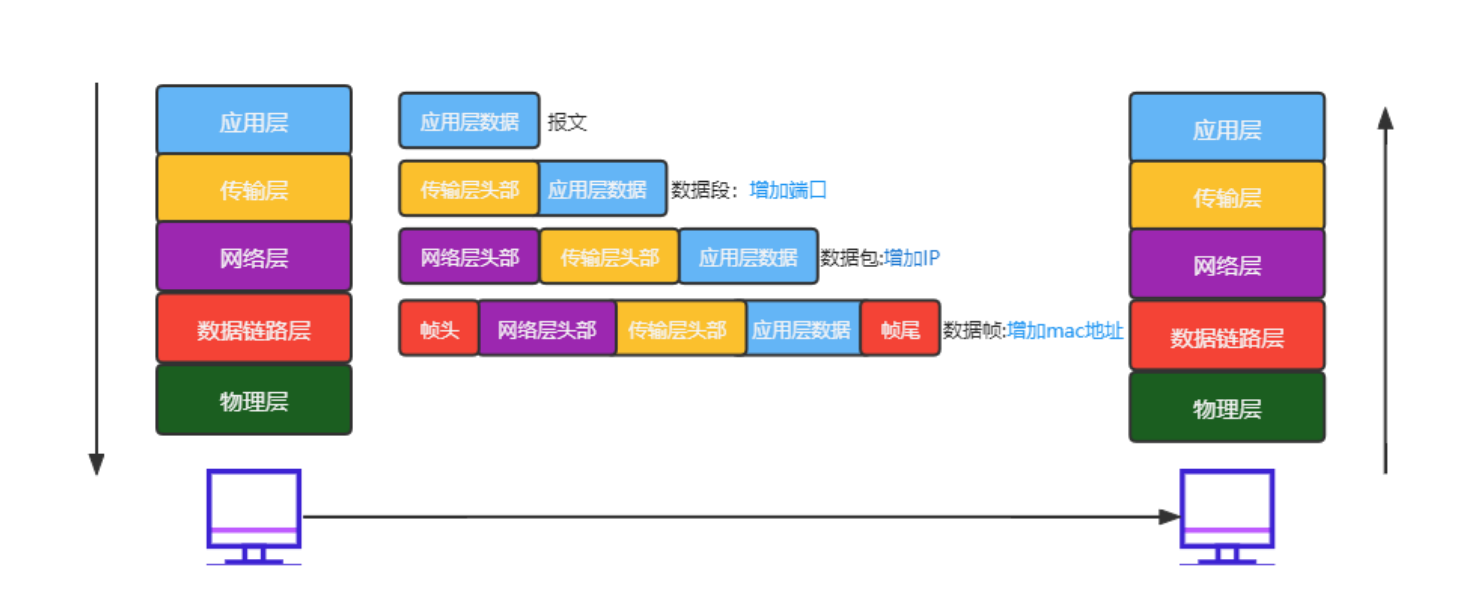 应用层
传输层
网络层
数据链路层
物理层
应用层数据 报文
传输层头部 应用层数据 数据段：增加端口
网络层头部 传输层头部 应用层数据 数据包:增加IP
帧头 网络层头部 传输层头部 应用层数据 帧尾 数据帧:增加mac地址
应用层
传输层
网络层
数据链路层
物理层